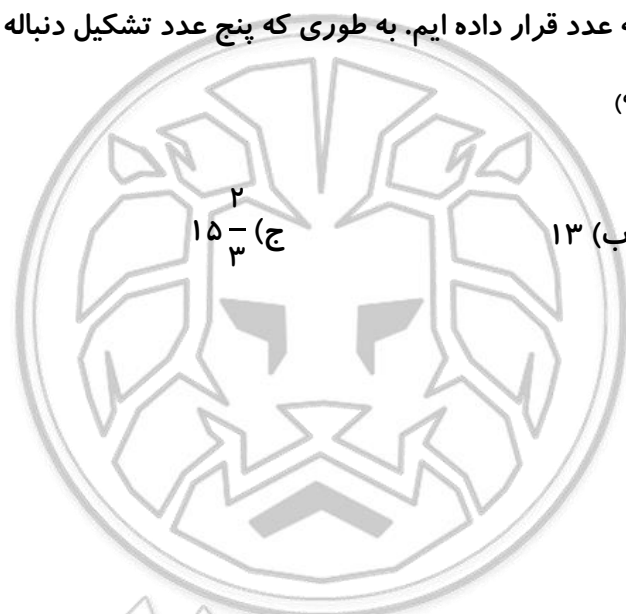 عدد قرار داده ایم. به طوری که پنج عدد تشکیل دنباله
ب) ۱۳ ج) ۱۵ ۲/۳